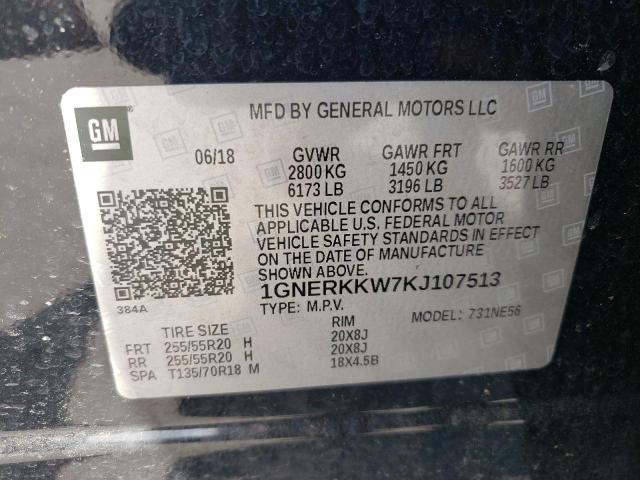 GM ®
MFD BY GENERAL MOTORS LLC
06/18 GVWR GAWR FRT GAWR RR
2800 KG 1450 KG 1600 KG
6173 LB 3196 LB 3527 LB
THIS VEHICLE CONFORMS TO ALL
APPLICABLE U.S. FEDERAL MOTOR
VEHICLE SAFETY STANDARDS IN EFFECT
ON THE DATE OF MANUFACTURE
SHOWN ABOVE.
384A
1GNERKKW7KJ107513
TYPE: M.P.V. MODEL: 731NE56
TIRE SIZE RIM
FRT 255/55R20 H 20X8J
RR 255/55R20 H 20X8J
SPA T135/70R18 M 18X4.5B